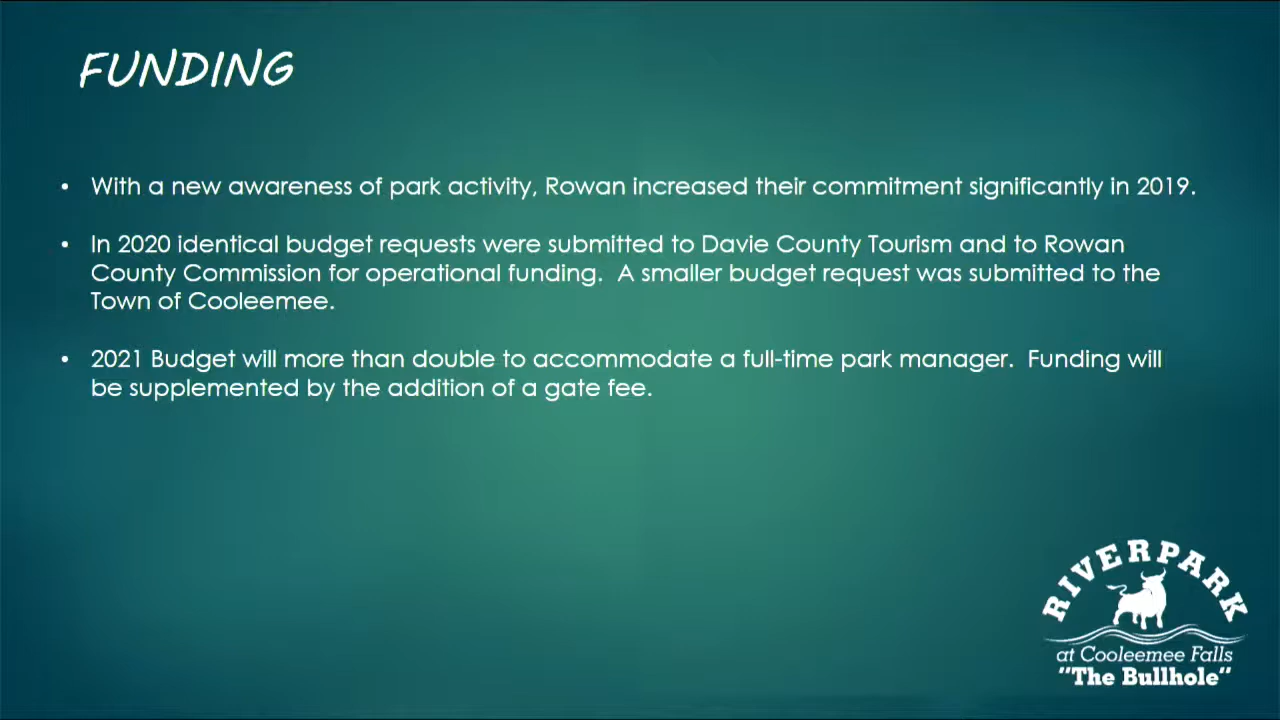 FUNDING
• With a new awareness of park activity, Rowan increased their commitment significantly in 2019.
• In 2020 identical budget requests were submitted to Davie County Tourism and to Rowan
County Commission for operational funding.  A smaller budget request was submitted to the
Town of Cooleemee.
• 2021 Budget will more than double to accommodate a full-time park manager.  Funding will
be supplemented by the addition of a gate fee.
RIVERPARK
at Cooleemee Falls
"The Bullhole"